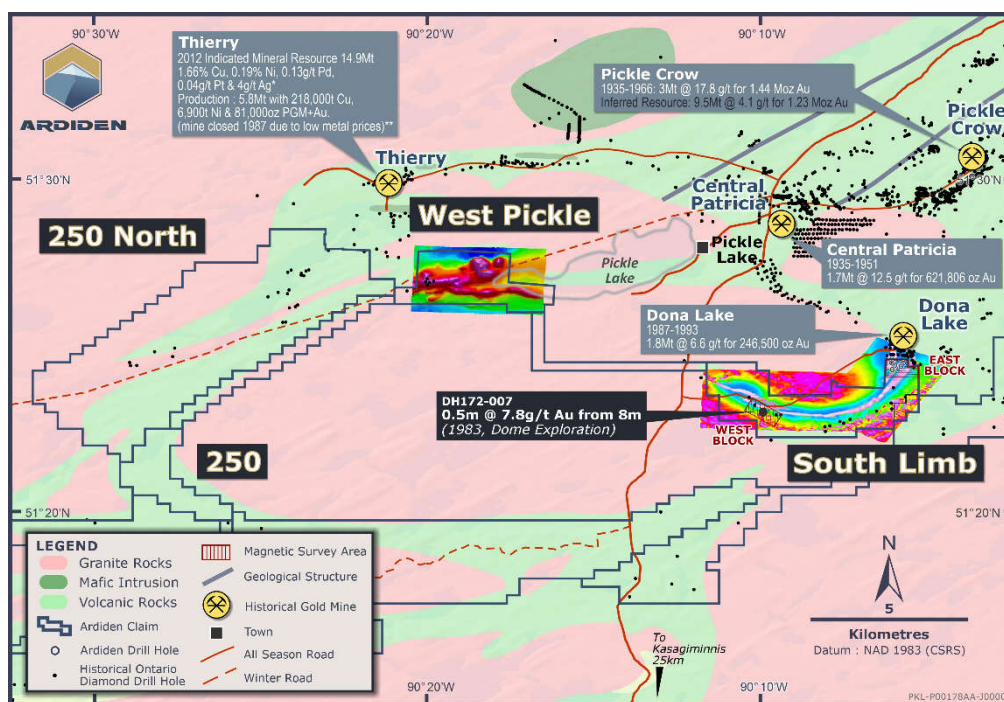 90°30'W
90°20'W
90°10'W
ARDIDEN
Thierry
2012 Indicated Mineral Resource 14.9Mt
1.66% Cu, 0.19% Ni, 0.13g/t Pd,
0.04g/t Pt & 4g/t Ag*
Production : 5.8Mt with 218,000t Cu,
6,900t Ni & 81,000oz PGM+Au.
(mine closed 1987 due to low metal prices)**
Pickle Crow
1935-1966: 3Mt @ 17.8 g/t for 1.44 Moz Au
Inferred Resource: 9.5Mt @ 4.1 g/t for 1.23 Moz Au
Pickle
Crow
Thierry
51°30'N
51°30'N
Central
Patricia
West Pickle
250 North
Pickle
Lake
Pickle
Lake
Central Patricia
1935-1951
1.7Mt @ 12.5 g/t for 621,806 oz Au
Dona
Lake
Dona Lake
1987-1993
1.8Mt @ 6.6 g/t for 246,500 oz Au
EAST
BLOCK
DH172-007
0.5m @ 7.8g/t Au from 8m
(1983, Dome Exploration)
WEST
BLOCK
250
South Limb
51°20'N
51°20'N
LEGEND
Granite Rocks
Mafic Intrusion
Volcanic Rocks
Ardiden Claim
Ardiden Drill Hole
Historical Ontario
Diamond Drill Hole
Magnetic Survey Area
Geological Structure
Historical Gold Mine
Town
All Season Road
Winter Road
To
Kasagiminnis
25km
N
5
Kilometres
Datum : NAD 1983 (CSRS)
90°20'W
90°10'W
PKL-P00178AA-J0000